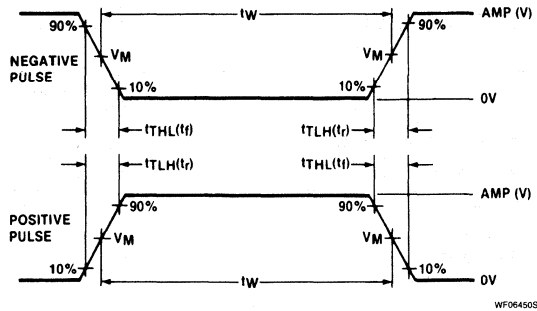 tW
AMP (V)
90%
90%
NEGATIVE
PULSE
VM
VM
10%
10%
0V
tTHL(tf)
tTLH(tr)
tTLH(tr)
tTHL(tf)
AMP (V)
90%
90%
POSITIVE
PULSE
VM
VM
10%
10%
tW
0V
WF06450S